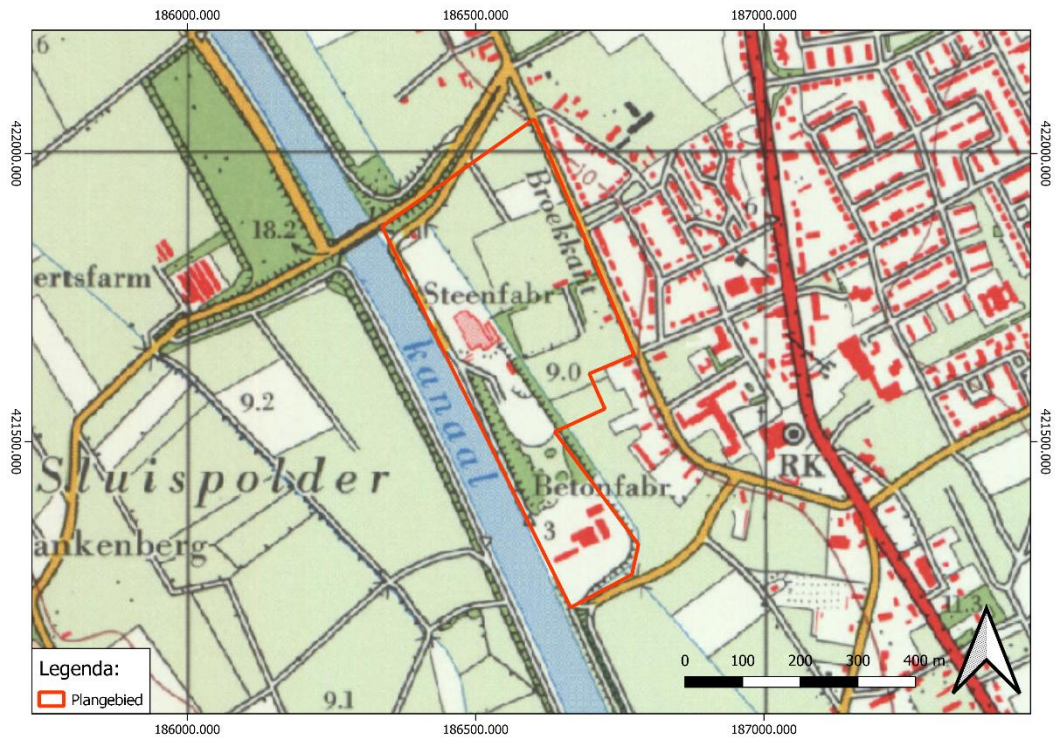 186000.000 186500.000 187000.000
6
422000.000
422000.000
10
Broekkant
18.2
6
ertsfarm
Steenfabr
kanaal
9.0
9.2
421500.000
421500.000
RK
Sluispolder
Betonfabr.
3
ankenberg
11.3
Legenda:
Plangebied
9.1
0 100 200 300 400 m
186000.000 186500.000 187000.000